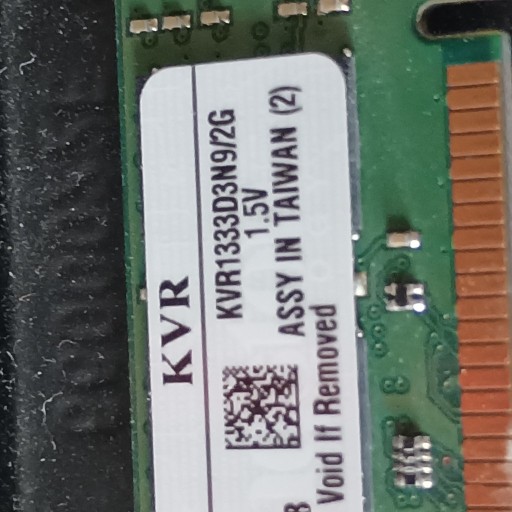 KVR
KVR1333D3N9/2G
1.5V
ASSY IN TAIWAN (2)
Void If Removed